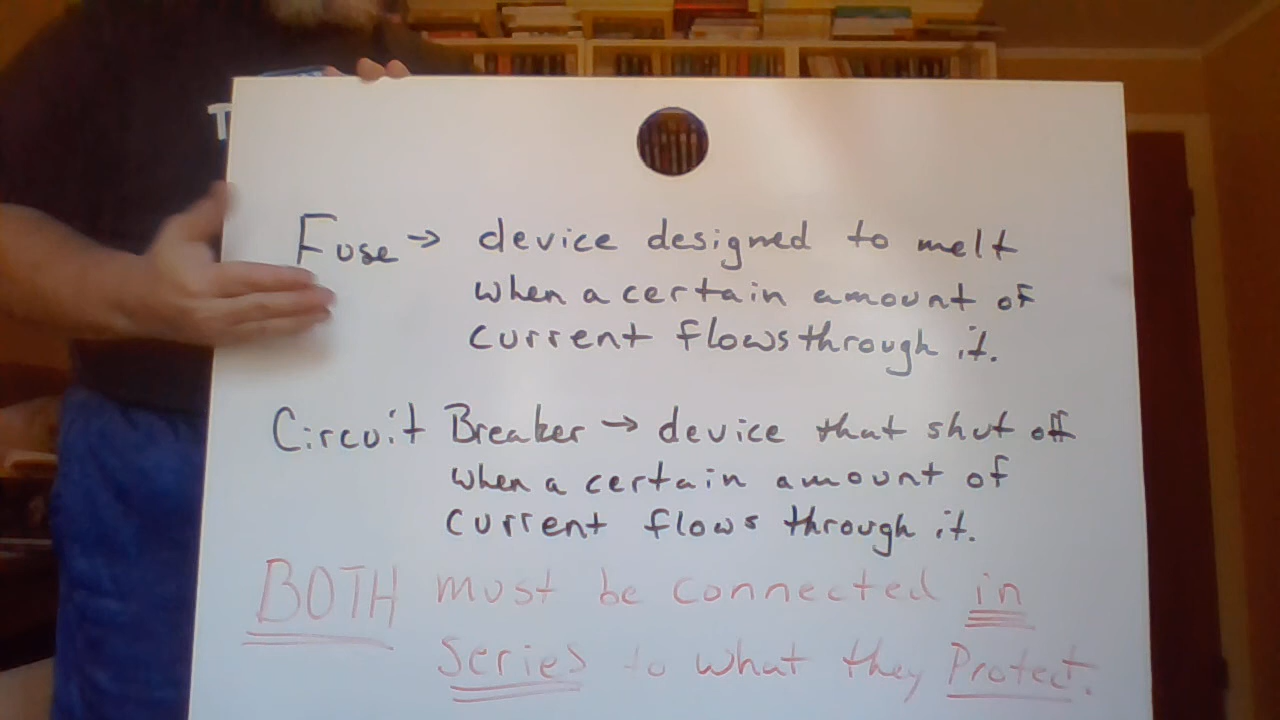 T
Fuse → device designed to melt
when a certain amount of
current flows through it.
Circuit Breaker → device that shut off
when a certain amount of
current flows through it.
BOTH must be connected in
series to what they Protect.